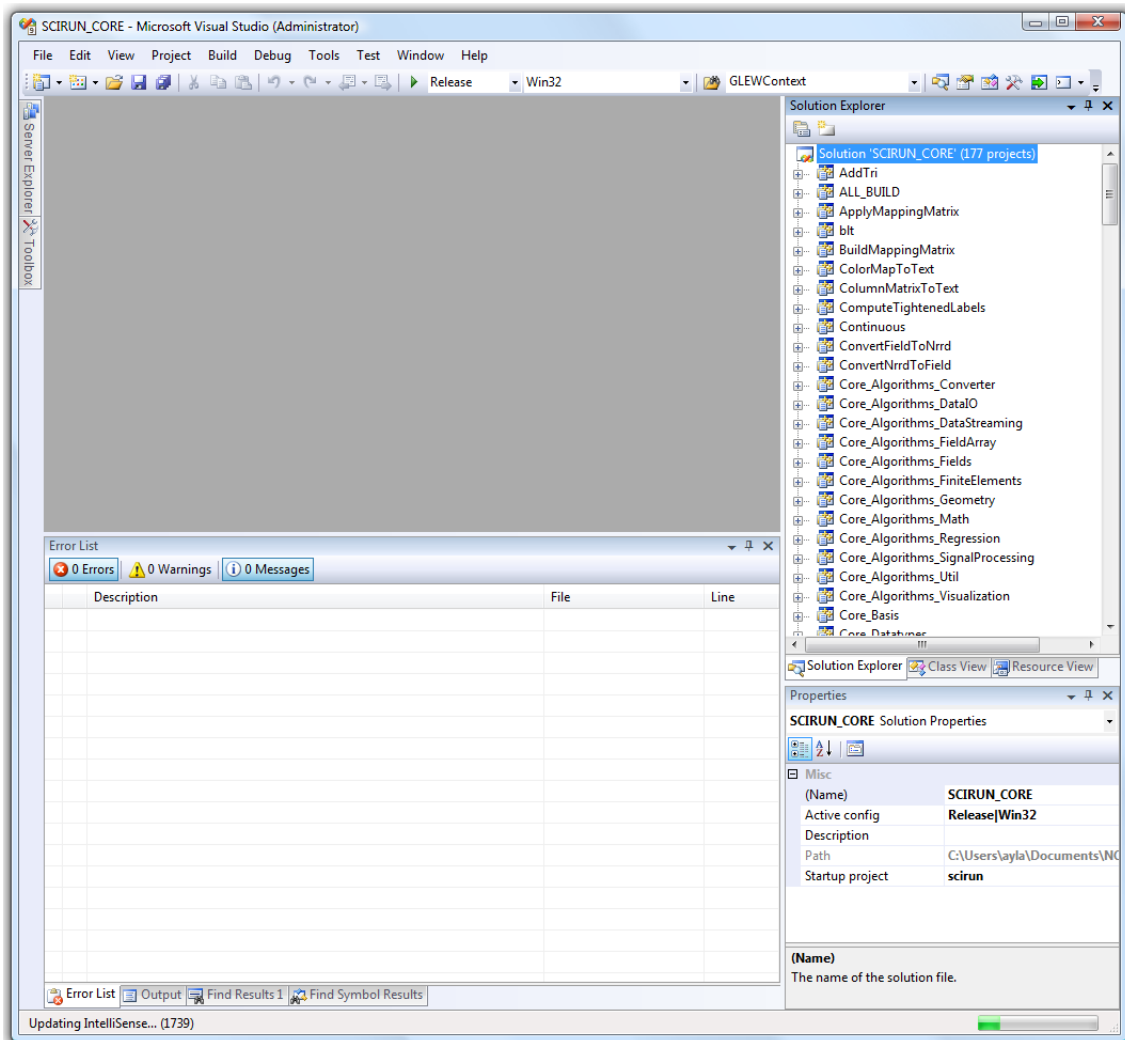 SCIRUN_CORE - Microsoft Visual Studio (Administrator)
File Edit View Project Build Debug Tools Test Window Help
Release Win32 GLEWContext
Server Explorer
Toolbox
Solution Explorer
Solution 'SCIRUN_CORE' (177 projects)
AddTri
ALL_BUILD
ApplyMappingMatrix
blt
BuildMappingMatrix
ColorMapToText
ColumnMatrixToText
ComputeTightenedLabels
Continuous
ConvertFieldToNrrd
ConvertNrrdToField
Core_Algorithms_Converter
Core_Algorithms_DataIO
Core_Algorithms_DataStreaming
Core_Algorithms_FieldArray
Core_Algorithms_Fields
Core_Algorithms_FiniteElements
Core_Algorithms_Geometry
Core_Algorithms_Math
Core_Algorithms_Regression
Core_Algorithms_SignalProcessing
Core_Algorithms_Util
Core_Algorithms_Visualization
Core_Basis
Core_Datatypes
Solution Explorer Class View Resource View
Error List
0 Errors 0 Warnings 0 Messages
Description File Line
Properties
SCIRUN_CORE Solution Properties
Misc
(Name) SCIRUN_CORE
Active config Release|Win32
Description
Path C:\Users\ayla\Documents\NC
Startup project scirun
(Name)
The name of the solution file.
Error List Output Find Results 1 Find Symbol Results
Updating IntelliSense... (1739)